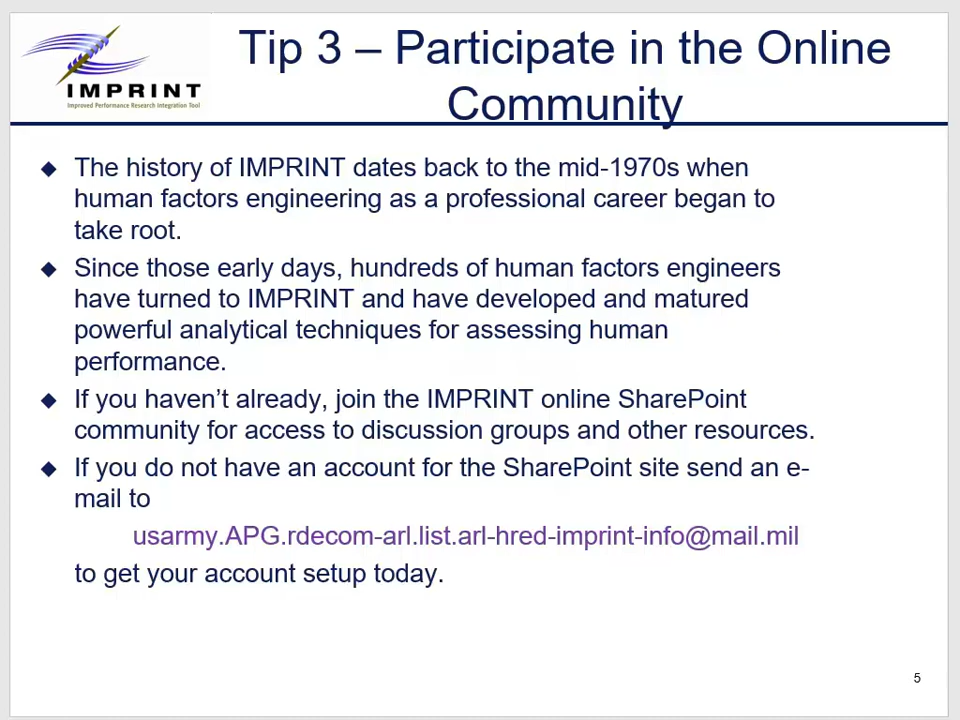 IMPRINT
Improved Performance Research Integration Tool
Tip 3 – Participate in the Online
Community
The history of IMPRINT dates back to the mid-1970s when
human factors engineering as a professional career began to
take root.
Since those early days, hundreds of human factors engineers
have turned to IMPRINT and have developed and matured
powerful analytical techniques for assessing human
performance.
If you haven’t already, join the IMPRINT online SharePoint
community for access to discussion groups and other resources.
If you do not have an account for the SharePoint site send an e-
mail to
usarmy.APG.rdecom-arl.list.arl-hred-imprint-info@mail.mil
to get your account setup today.
5